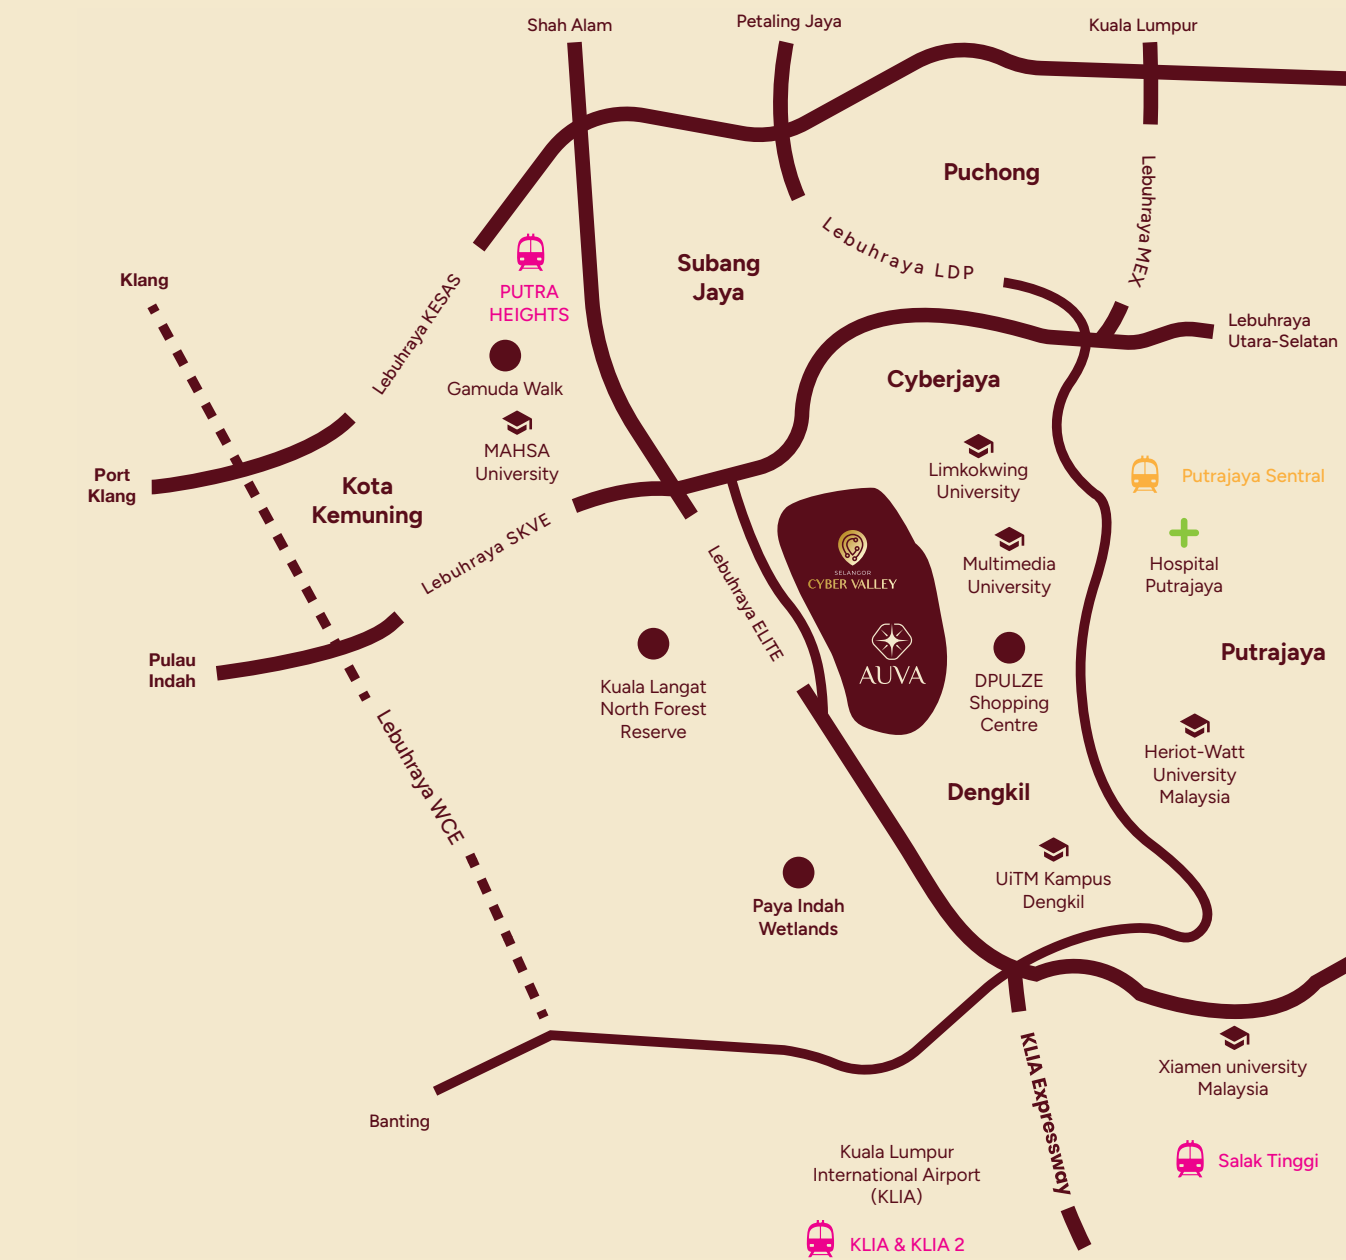 Shah Alam
Petaling Jaya
Kuala Lumpur
Puchong
Lebuhraya MEX
Lebuhraya LDP
Subang
Jaya
PUTRA
HEIGHTS
Klang
Lebuhraya KESAS
Lebuhraya
Utara-Selatan
Gamuda Walk
Cyberjaya
MAHSA
University
Limkokwing
University
Putrajaya Sentral
Port
Klang
Kota
Kemuning
Lebuhraya SKVE
Lebuhraya ELITE
SELANGOR
CYBER VALLEY
Multimedia
University
Hospital
Putrajaya
AUVA
Putrajaya
Pulau
Indah
Kuala Langat
North Forest
Reserve
DPULZE
Shopping
Centre
Lebuhraya WCE
Heriot-Watt
University
Malaysia
Dengkil
UiTM Kampus
Dengkil
Paya Indah
Wetlands
KLIA Expressway
Xiamen university
Malaysia
Banting
Kuala Lumpur
International Airport
(KLIA)
Salak Tinggi
KLIA & KLIA 2